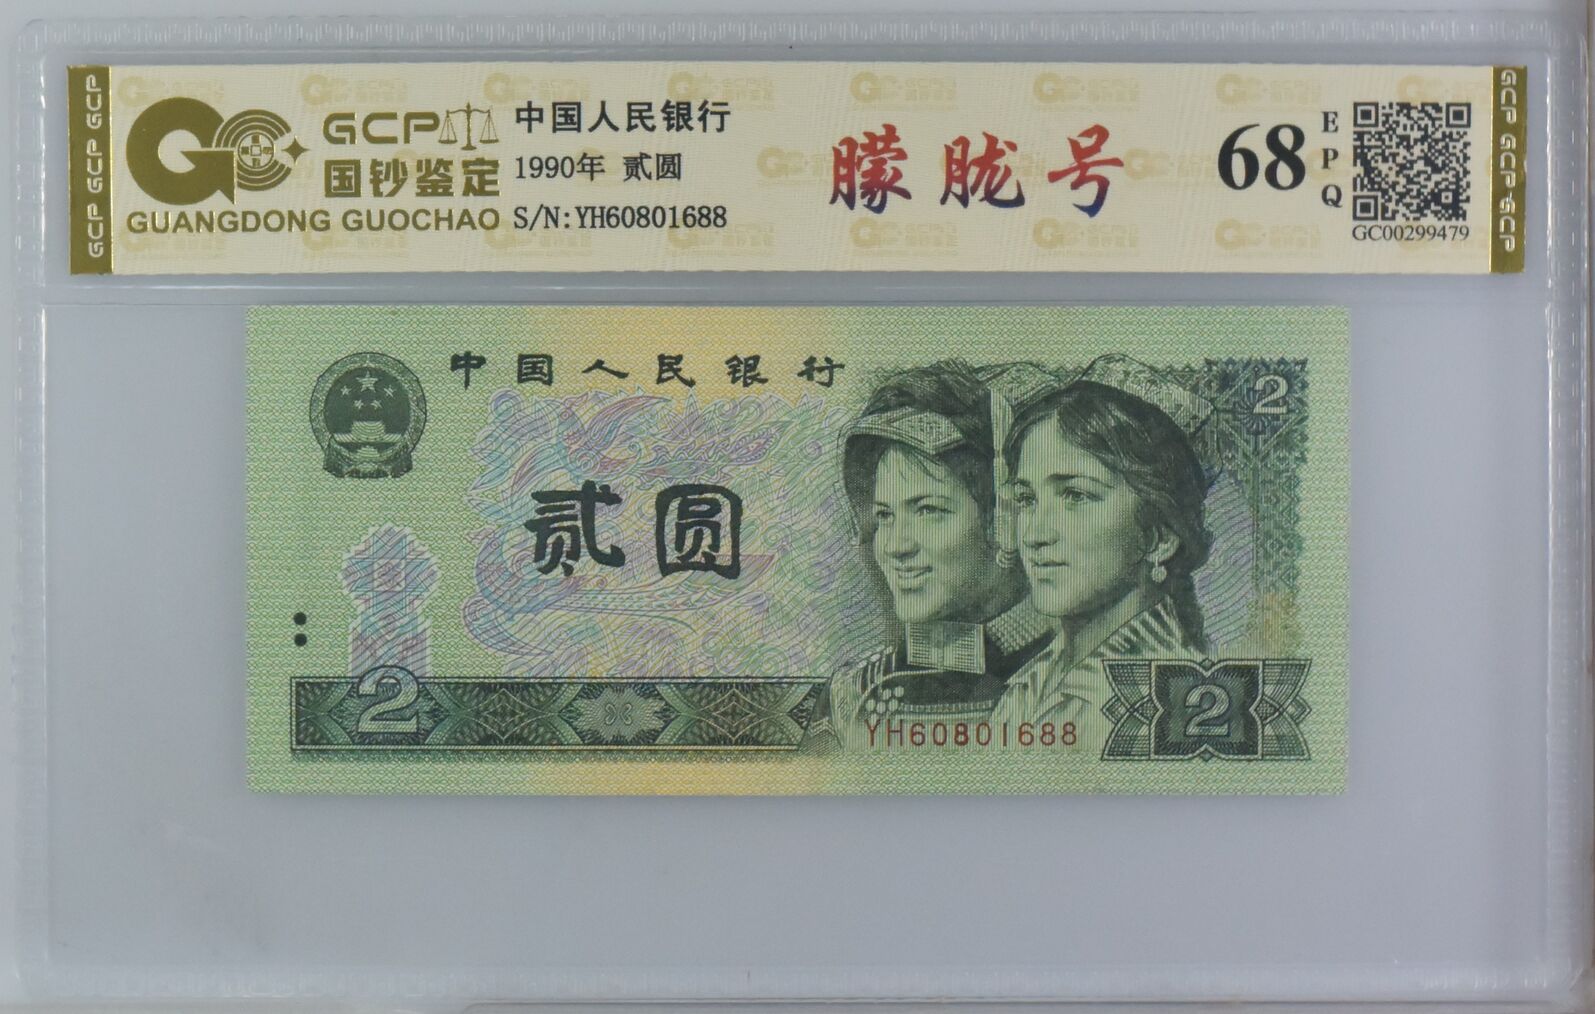 GCP GCP GCP
GCP
国钞鉴定
GUANGDONG GUOCHAO
中国人民银行
1990年 贰圆
S/N:YH60801688
朦胧号
68
EPQ
GC00299479
GCP GCP GCP
中国人民银行
2
贰圆
2
YH60801688
2